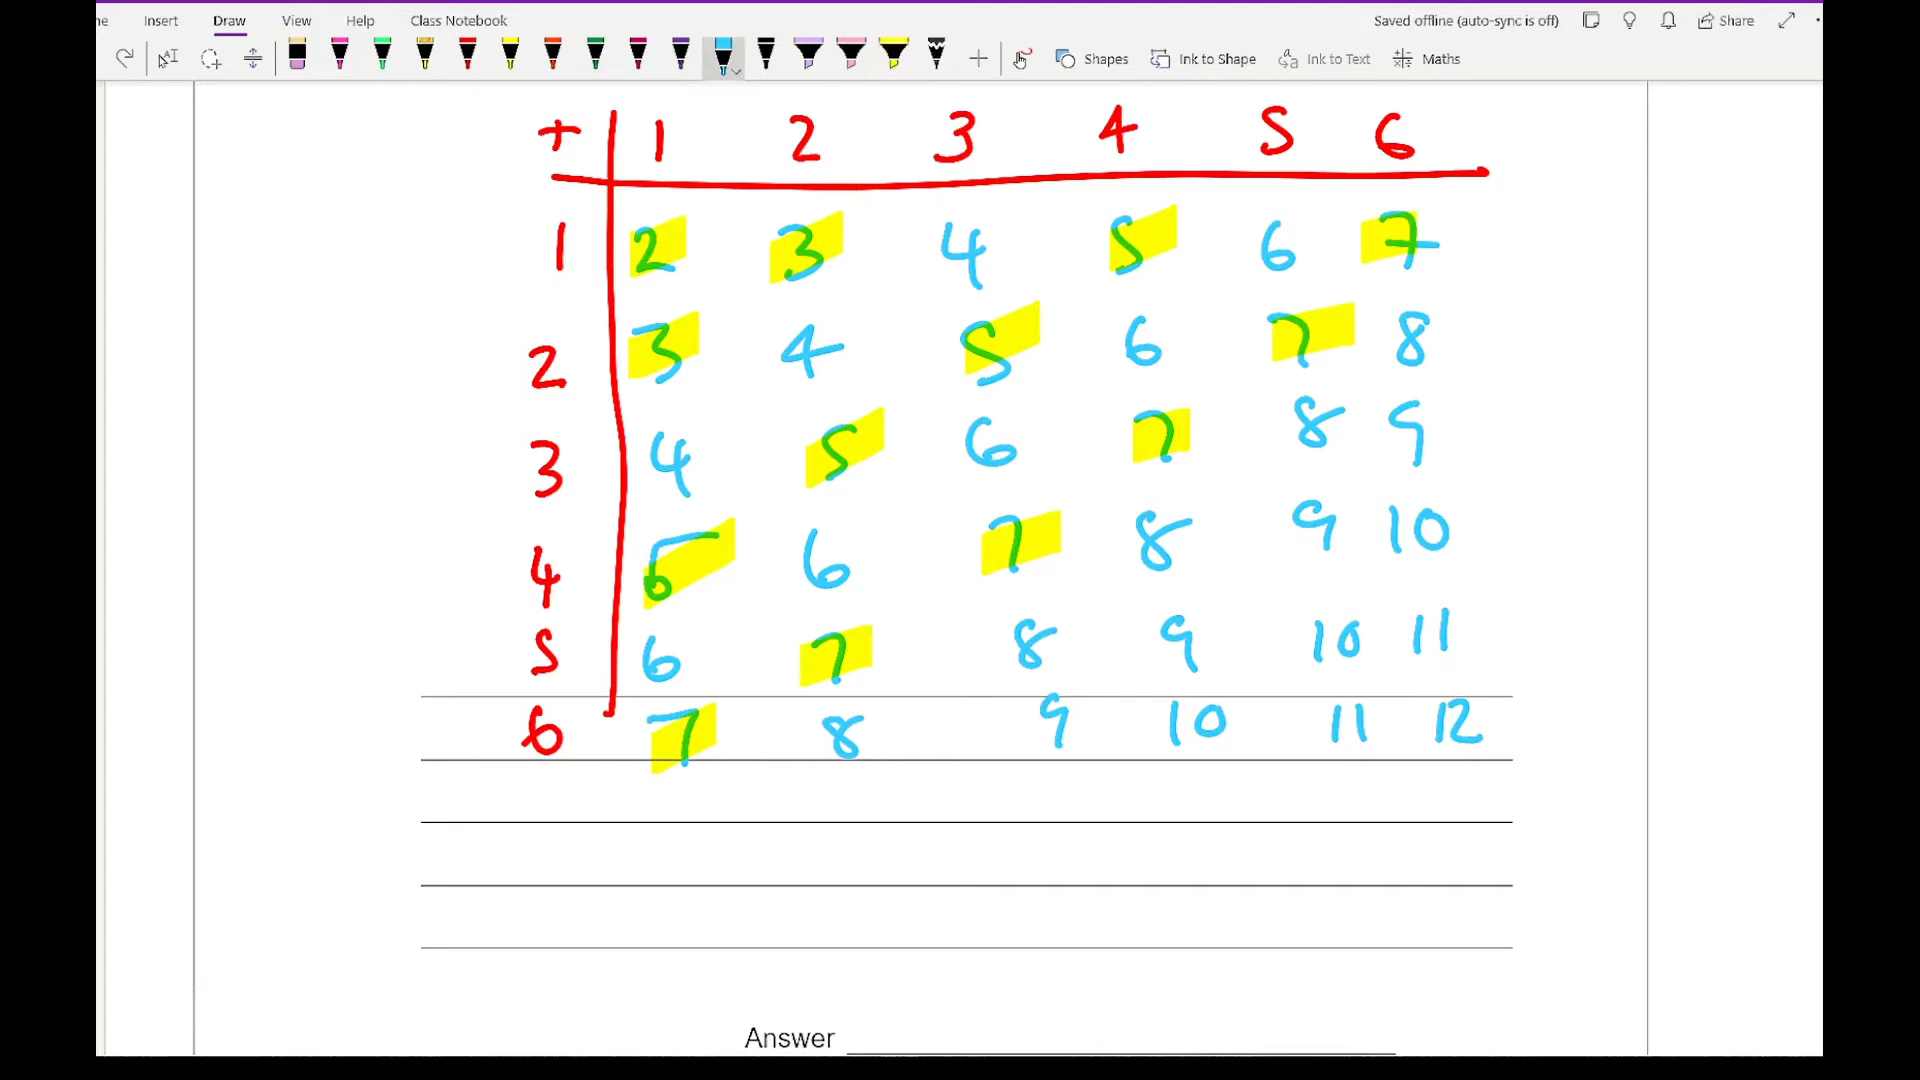 ne Insert Draw View Help Class Notebook Saved offline (auto-sync is off) Share
Shapes Ink to Shape Ink to Text Maths
+ 1 2 3 4 5 6
1 2 3 4 5 6 7
2 3 4 5 6 7 8
3 4 5 6 7 8 9
4 5 6 7 8 9 10
5 6 7 8 9 10 11
6 7 8 9 10 11 12
Answer